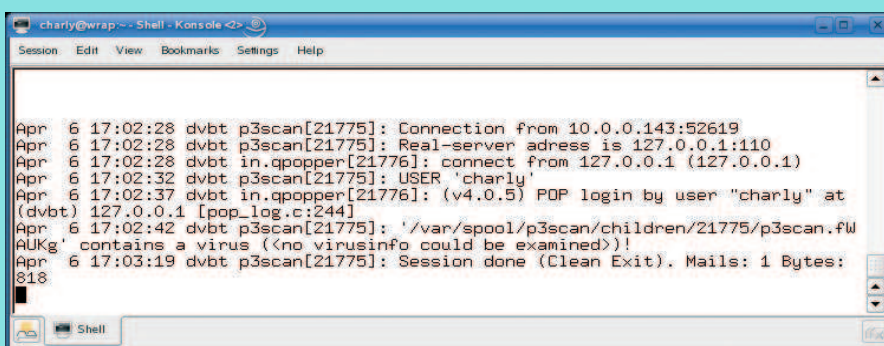 charly@wrap:~ - Shell - Konsole <2>
Session Edit View Bookmarks Settings Help
Apr  6 17:02:28 dvbt p3scan[21775]: Connection from 10.0.0.143:52619
Apr  6 17:02:28 dvbt p3scan[21775]: Real-server adress is 127.0.0.1:110
Apr  6 17:02:28 dvbt in.qpopper[21776]: connect from 127.0.0.1 (127.0.0.1)
Apr  6 17:02:32 dvbt p3scan[21775]: USER 'charly'
Apr  6 17:02:37 dvbt in.qpopper[21776]: (v4.0.5) POP login by user "charly" at
(dvbt) 127.0.0.1 [pop_log.c:244]
Apr  6 17:02:42 dvbt p3scan[21775]: '/var/spool/p3scan/children/21775/p3scan.fW
AUKg' contains a virus (<no virusinfo could be examined>)!
Apr  6 17:03:19 dvbt p3scan[21775]: Session done (Clean Exit). Mails: 1 Bytes:
818
Shell